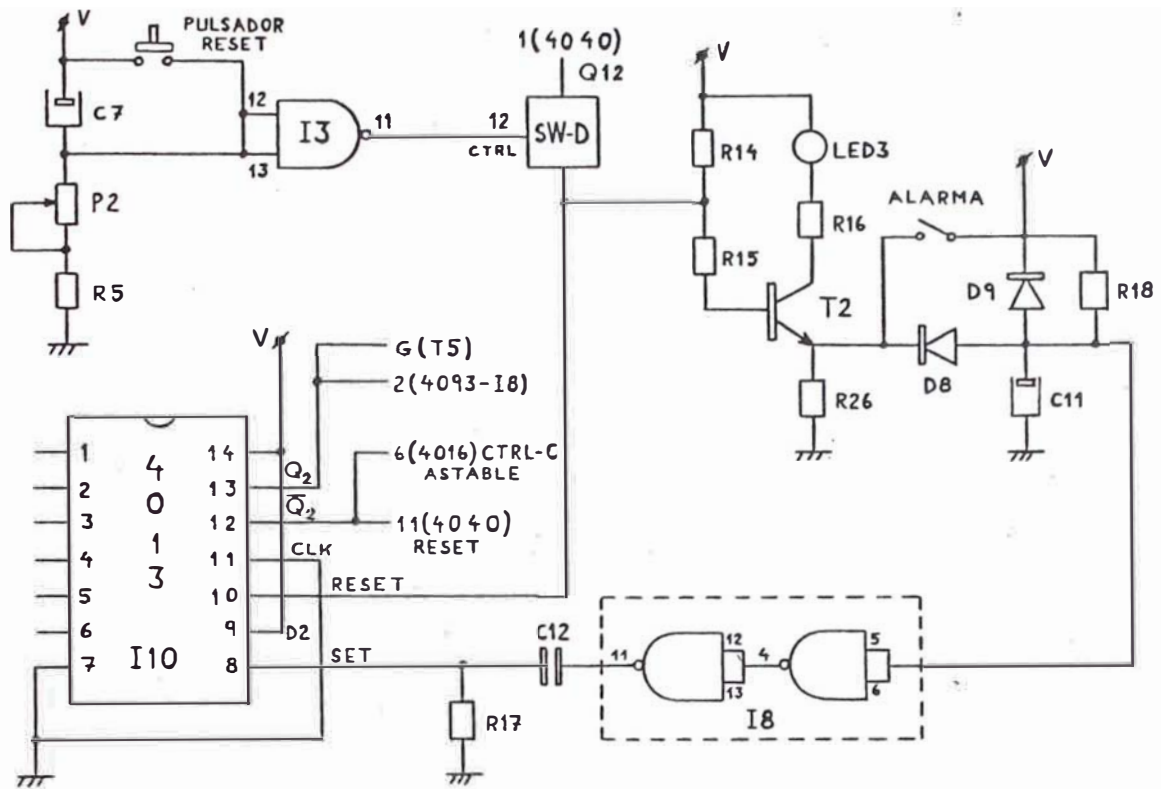 V
PULSADOR
RESET
C7
12
13
I3
11
12
CTRL
1(4040)
Q12
SW-D
P2
R5
V
R14
LED3
R16
R15
T2
ALARMA
V
D9
R18
D8
C11
R26
V
G(T5)
2(4093-I8)
6(4016)CTRL-C
ASTABLE
11(4040)
RESET
1
2
3
4
5
6
7
4
0
1
3
I10
14
13
12
11
10
9
8
Q2
Q̅2
CLK
RESET
D2
SET
R17
C12
11
12
13
4
5
6
I8